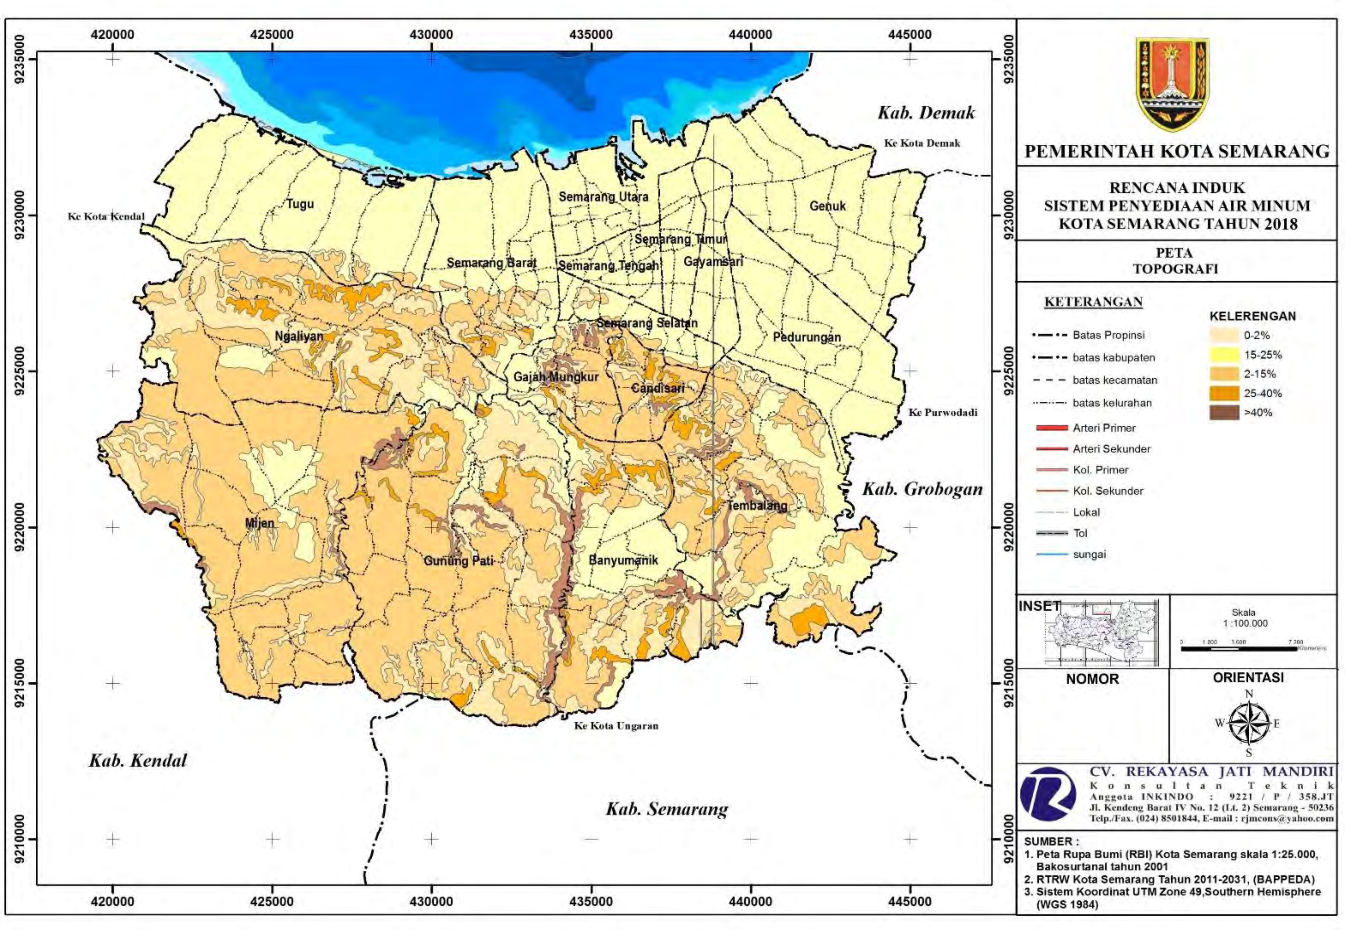 420000 425000 430000 435000 440000 445000
9235000 9230000 9225000 9220000 9215000 9210000
Kab. Demak
Ke Kota Demak
Tugu
Semarang Utara
Genuk
Ke Kota Kendal
Semarang Timur
Semarang Barat
Semarang Tengah
Gayamsari
Semarang Selatan
Ngaliyan
Pedurungan
Gajah Mungkur
Candisari
Ke Purwodadi
Kab. Grobogan
Tembalang
Mijen
Gunung Pati
Banyumanik
Ke Kota Ungaran
Kab. Kendal
Kab. Semarang
9235000 9230000 9225000 9220000 9215000 9210000
420000 425000 430000 435000 440000 445000
PEMERINTAH KOTA SEMARANG
RENCANA INDUK
SISTEM PENYEDIAAN AIR MINUM
KOTA SEMARANG TAHUN 2018
PETA
TOPOGRAFI
KETERANGAN
Batas Propinsi
batas kabupaten
batas kecamatan
batas kelurahan
Arteri Primer
Arteri Sekunder
Kol. Primer
Kol. Sekunder
Lokal
Tol
sungai
KELERENGAN
0-2%
15-25%
2-15%
25-40%
>40%
INSET
Skala
1 :100.000
0
NOMOR
ORIENTASI
N
W E
S
CV. REKAYASA JATI MANDIRI
Konsultan Teknik
Anggota INKINDO : 9221 / P / 358.JT
Jl. Kendeng Barat IV No. 12 (Lt. 2) Semarang - 50236
Telp./Fax. (024) 8501844, E-mail : rjmcons@yahoo.com
SUMBER :
1. Peta Rupa Bumi (RBI) Kota Semarang skala 1:25.000,
Bakosurtanal tahun 2001
2. RTRW Kota Semarang Tahun 2011-2031, (BAPPEDA)
3. Sistem Koordinat UTM Zone 49,Southern Hemisphere
(WGS 1984)